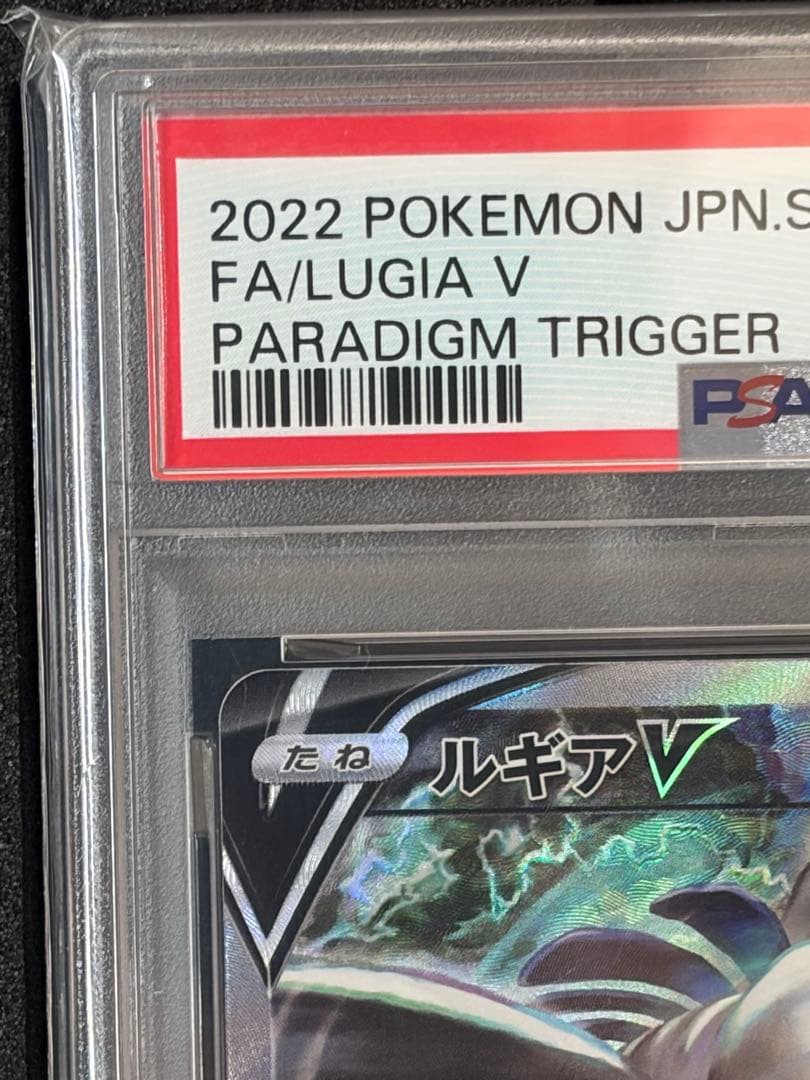 2022 POKEMON JPN.S
FA/LUGIA V
PARADIGM TRIGGER
PSA
たね ルギアV